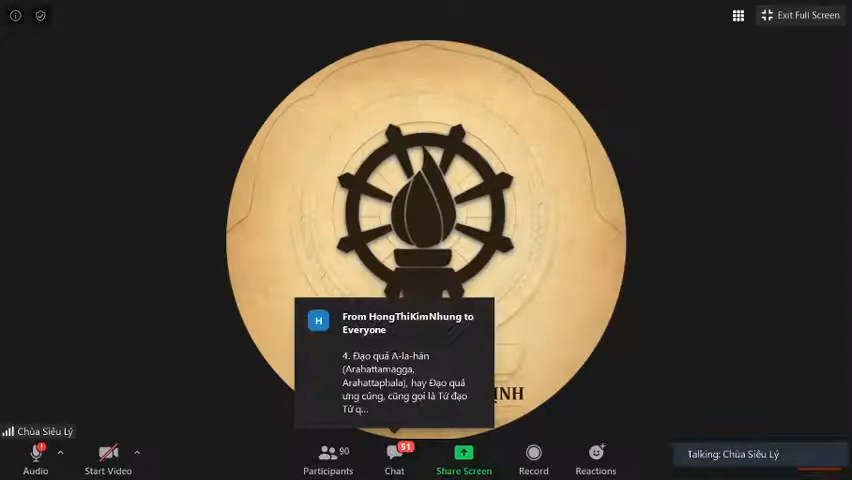 Exit Full Screen
From HongThiKimNhung to
Everyone
4. Đạo quả A-la-hán
(Arahattamagga,
Arahattaphala), hay Đạo quả
ưng cúng, cũng gọi là Tứ đạo
Tứ q...
ỊNH
Chùa Siêu Lý
Talking: Chùa Siêu Lý
Audio
Start Video
90
Participants
51
Chat
Share Screen
Record
Reactions